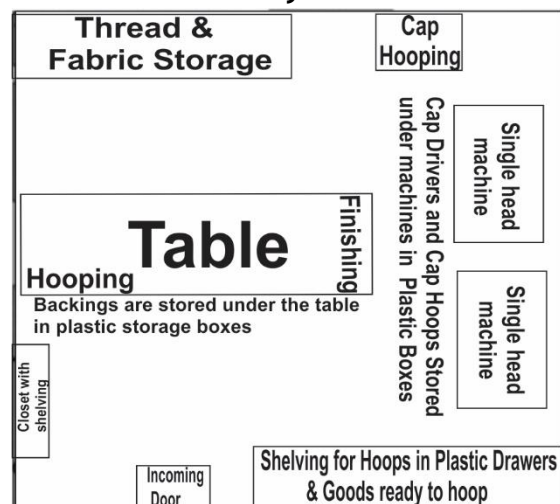 Thread &
Fabric Storage
Cap
Hooping
Cap Drivers and Cap Hoops Stored
under machines in Plastic Boxes
Single head
machine
Table
Hooping
Finishing
Backings are stored under the table
in plastic storage boxes
Single head
machine
Closet with
shelving
Incoming
Door
Shelving for Hoops in Plastic Drawers
& Goods ready to hoop